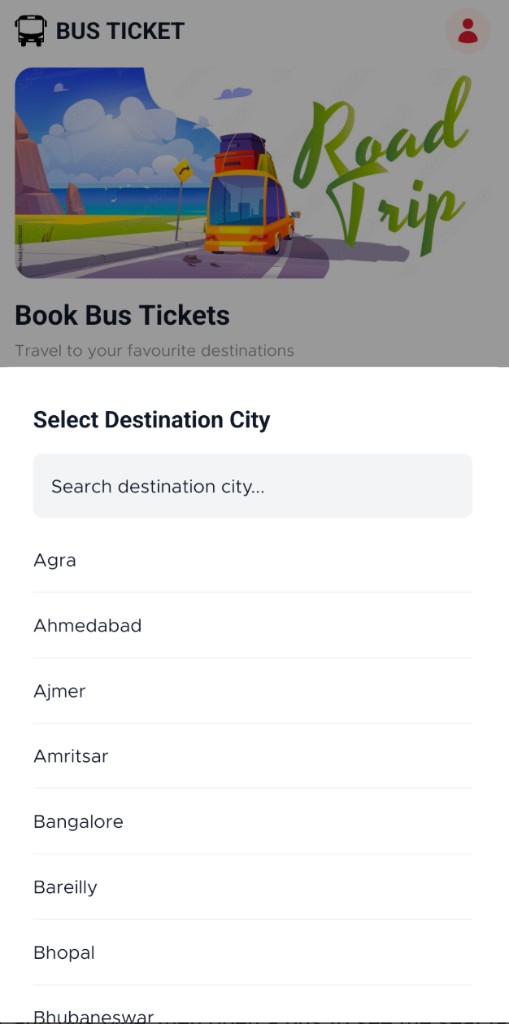 BUS TICKET
Road
Trip
Book Bus Tickets
Travel to your favourite destinations
Select Destination City
Search destination city...
Agra
Ahmedabad
Ajmer
Amritsar
Bangalore
Bareilly
Bhopal
Bhubaneswar